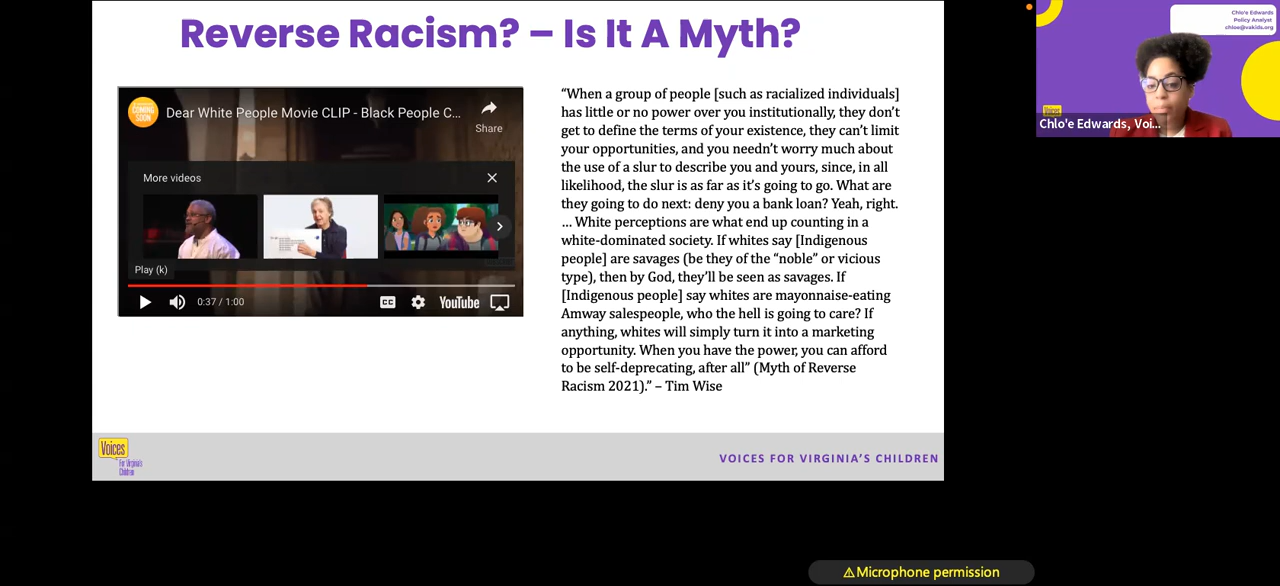 Reverse Racism? – Is It A Myth?
COMING SOON
Dear White People Movie CLIP - Black People C...
Share
More videos
Play (k)
0:37 / 1:00
CC
YouTube
“When a group of people [such as racialized individuals]
has little or no power over you institutionally, they don’t
get to define the terms of your existence, they can’t limit
your opportunities, and you needn’t worry much about
the use of a slur to describe you and yours, since, in all
likelihood, the slur is as far as it’s going to go. What are
they going to do next: deny you a bank loan? Yeah, right.
... White perceptions are what end up counting in a
white-dominated society. If whites say [Indigenous
people] are savages (be they of the “noble” or vicious
type), then by God, they’ll be seen as savages. If
[Indigenous people] say whites are mayonnaise-eating
Amway salespeople, who the hell is going to care? If
anything, whites will simply turn it into a marketing
opportunity. When you have the power, you can afford
to be self-deprecating, after all” (Myth of Reverse
Racism 2021).” – Tim Wise
Voices
For Virginia's
Children
VOICES FOR VIRGINIA’S CHILDREN
Chlo'e Edwards
Policy Analyst
chloe@vakids.org
Voices
Chlo'e Edwards, Voi...
Microphone permission